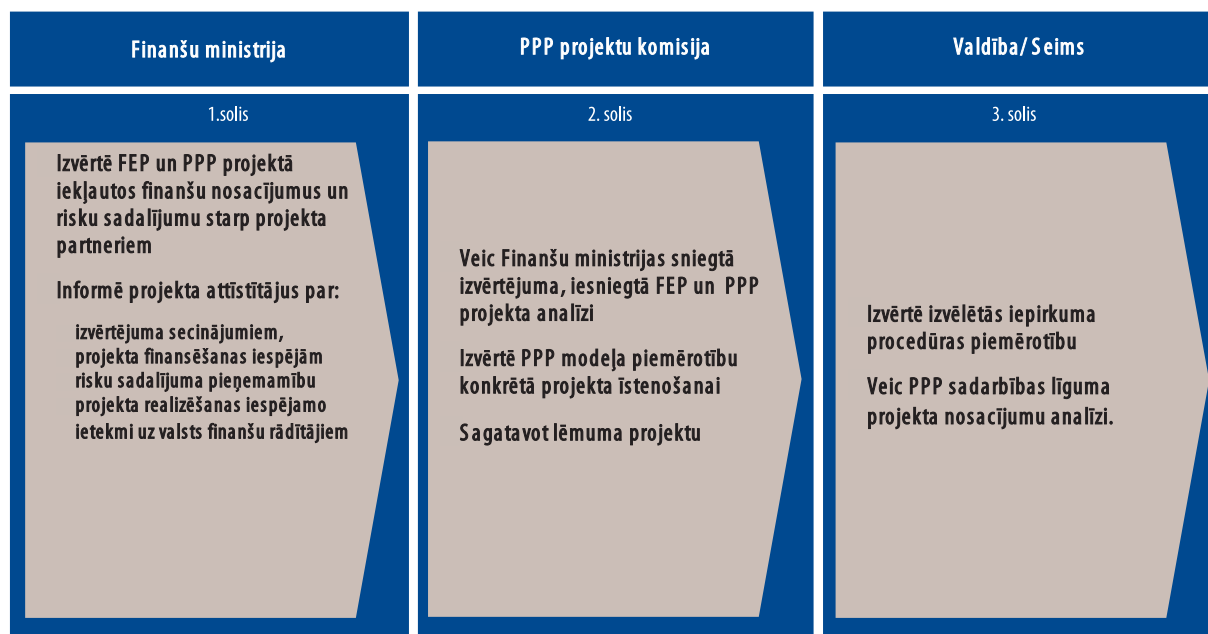 Finanšu ministrija
1.solis
Izvērtē FEP un PPP projektā
iekļautos finanšu nosacījumus un
risku sadalījumu starp projekta
partneriem
Informē projekta attīstītājus par:
izvērtējuma secinājumiem,
projekta finansēšanas iespējām
risku sadalījuma pieņemamību
projekta realizēšanas iespējamo
ietekmi uz valsts finanšu rādītājiem
PPP projektu komisija
2. solis
Veic Finanšu ministrijas sniegtā
izvērtējuma, iesniegtā FEP un PPP
projekta analīzi
Izvērtē PPP modeļa piemērotību
konkrētā projekta īstenošanai
Sagatavot lēmuma projektu
Valdība/ Seims
3. solis
Izvērtē izvēlētās iepirkuma
procedūras piemērotību
Veic PPP sadarbības līguma
projekta nosacījumu analīzi.